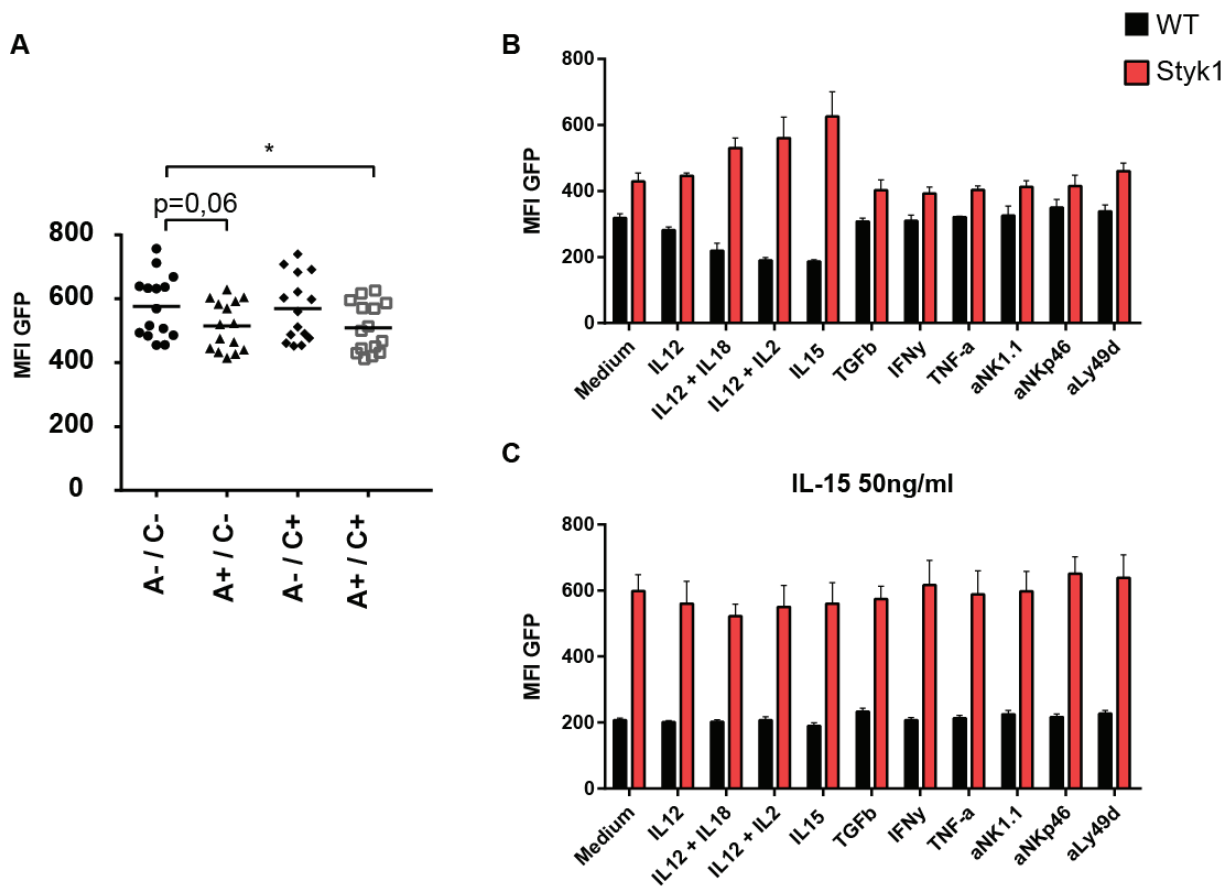 A
*
p=0,06
800
600
400
200
0
MFI GFP
A- / C-
A+ / C-
A- / C+
A+ / C+
B
WT
Styk1
800
600
400
200
0
MFI GFP
Medium
IL12
IL12 + IL18
IL12 + IL2
IL15
TGFb
IFNy
TNF-a
aNK1.1
aNKp46
aLy49d
C
IL-15 50ng/ml
800
600
400
200
0
MFI GFP
Medium
IL12
IL12 + IL18
IL12 + IL2
IL15
TGFb
IFNy
TNF-a
aNK1.1
aNKp46
aLy49d